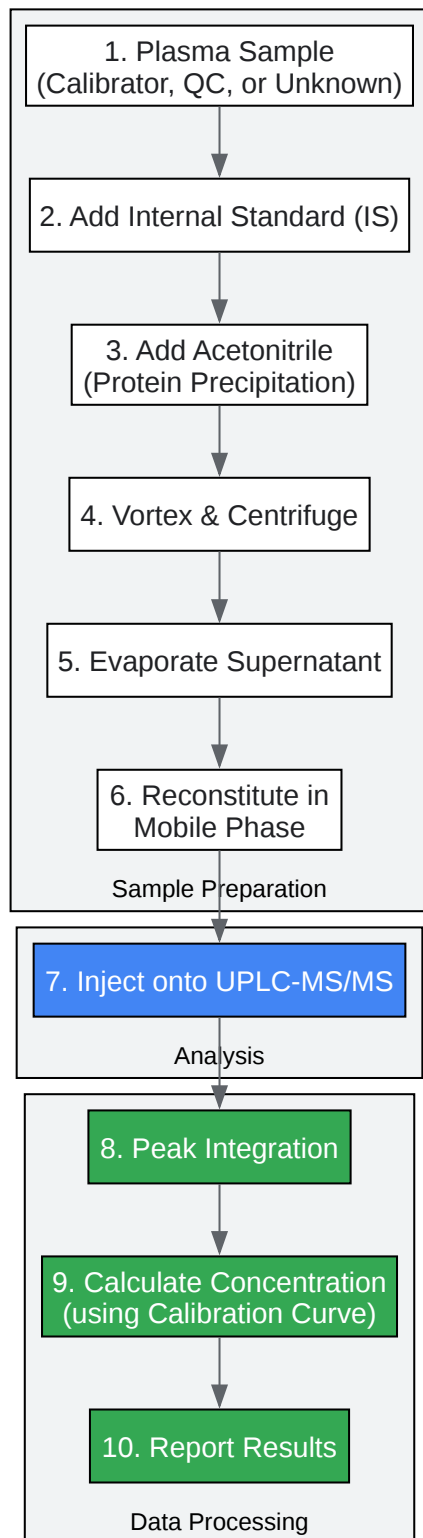 1. Plasma Sample
(Calibrator, QC, or Unknown)
2. Add Internal Standard (IS)
3. Add Acetonitrile
(Protein Precipitation)
4. Vortex & Centrifuge
5. Evaporate Supernatant
6. Reconstitute in
Mobile Phase
Sample Preparation
7. Inject onto UPLC-MS/MS
Analysis
8. Peak Integration
9. Calculate Concentration
(using Calibration Curve)
10. Report Results
Data Processing